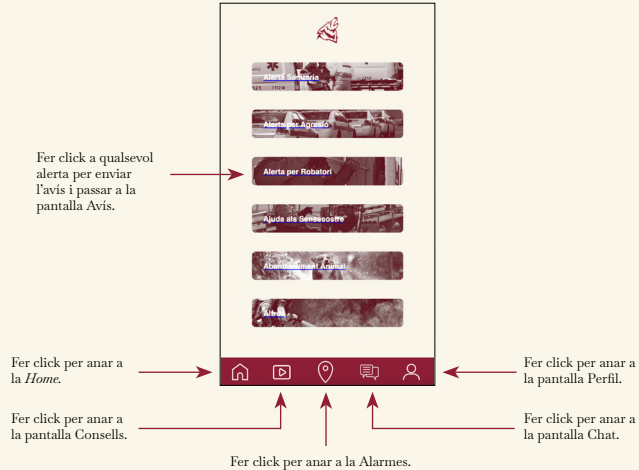 Alerta Sanitària
Alerta per Agresió
Fer click a qualsevol
alerta per enviar
l'avís i passar a la
pantalla Avís.
Alerta per Robatori
Ajuda als Sensesostre
Abandonament Animal
Altres
Fer click per anar a
la Home.
Fer click per anar a
la pantalla Perfil.
Fer click per anar a
la pantalla Consells.
Fer click per anar a
la pantalla Chat.
Fer click per anar a la Alarmes.